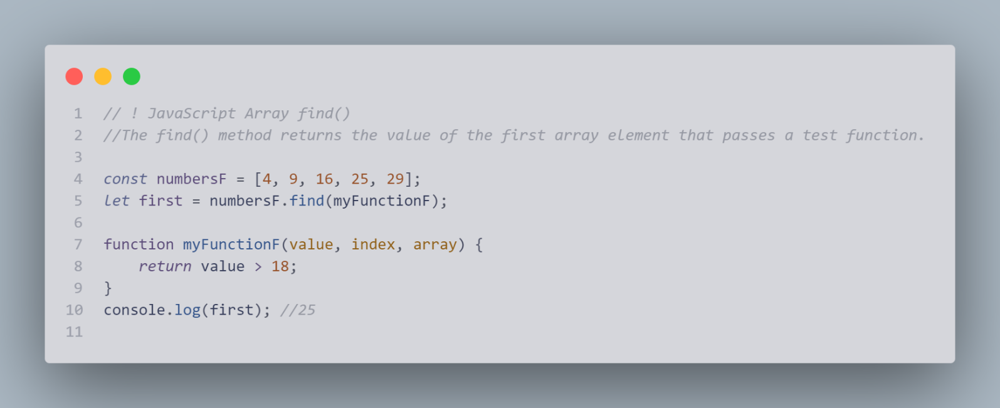 1 // ! JavaScript Array find()
2 //The find() method returns the value of the first array element that passes a test function.
3
4 const numbersF = [4, 9, 16, 25, 29];
5 let first = numbersF.find(myFunctionF);
6
7 function myFunctionF(value, index, array) {
8     return value > 18;
9 }
10 console.log(first); //25
11